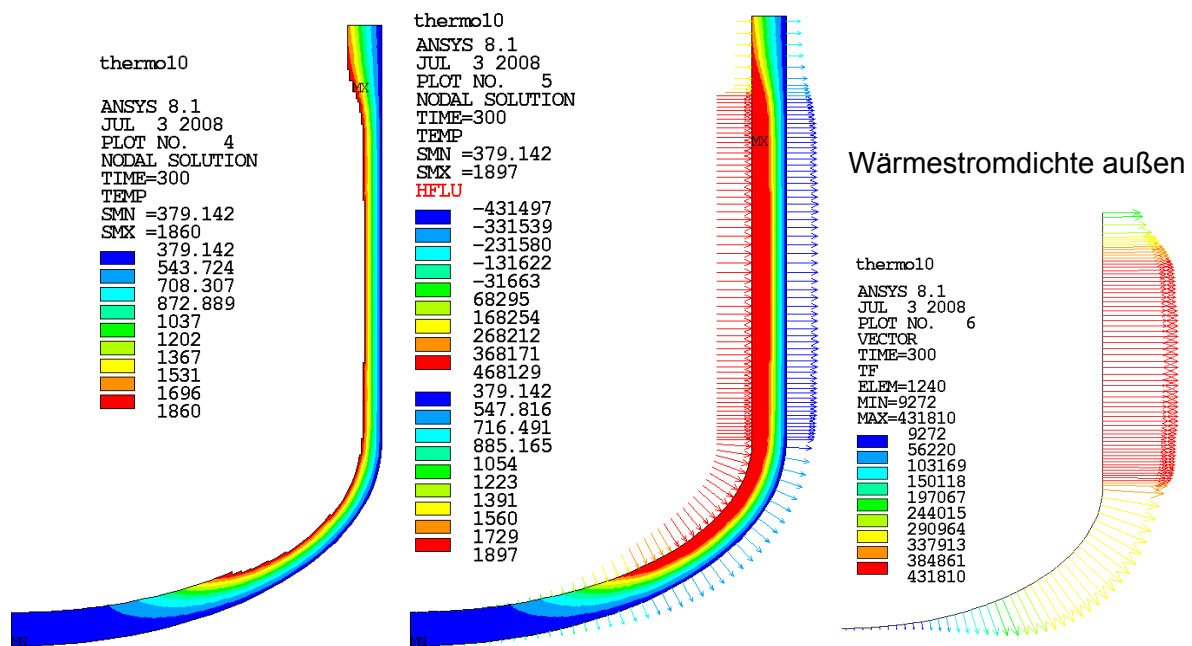 thermo10
ANSYS 8.1
JUL 3 2008
PLOT NO. 4
NODAL SOLUTION
TIME=300
TEMP
SMN =379.142
SMX =1860
379.142
543.724
708.307
872.889
1037
1202
1367
1531
1696
1860
MX
MN
thermo10
ANSYS 8.1
JUL 3 2008
PLOT NO. 5
NODAL SOLUTION
TIME=300
TEMP
SMN =379.142
SMX =1897
HFLU
-431497
-331539
-231580
-131622
-31663
68295
168254
268212
368171
468129
379.142
547.816
716.491
885.165
1054
1223
1391
1560
1729
1897
MX
MN
Wärmestromdichte außen
thermo10
ANSYS 8.1
JUL 3 2008
PLOT NO. 6
VECTOR
TIME=300
TF
ELEM=1240
MIN=9272
MAX=431810
9272
56220
103169
150118
197067
244015
290964
337913
384861
431810